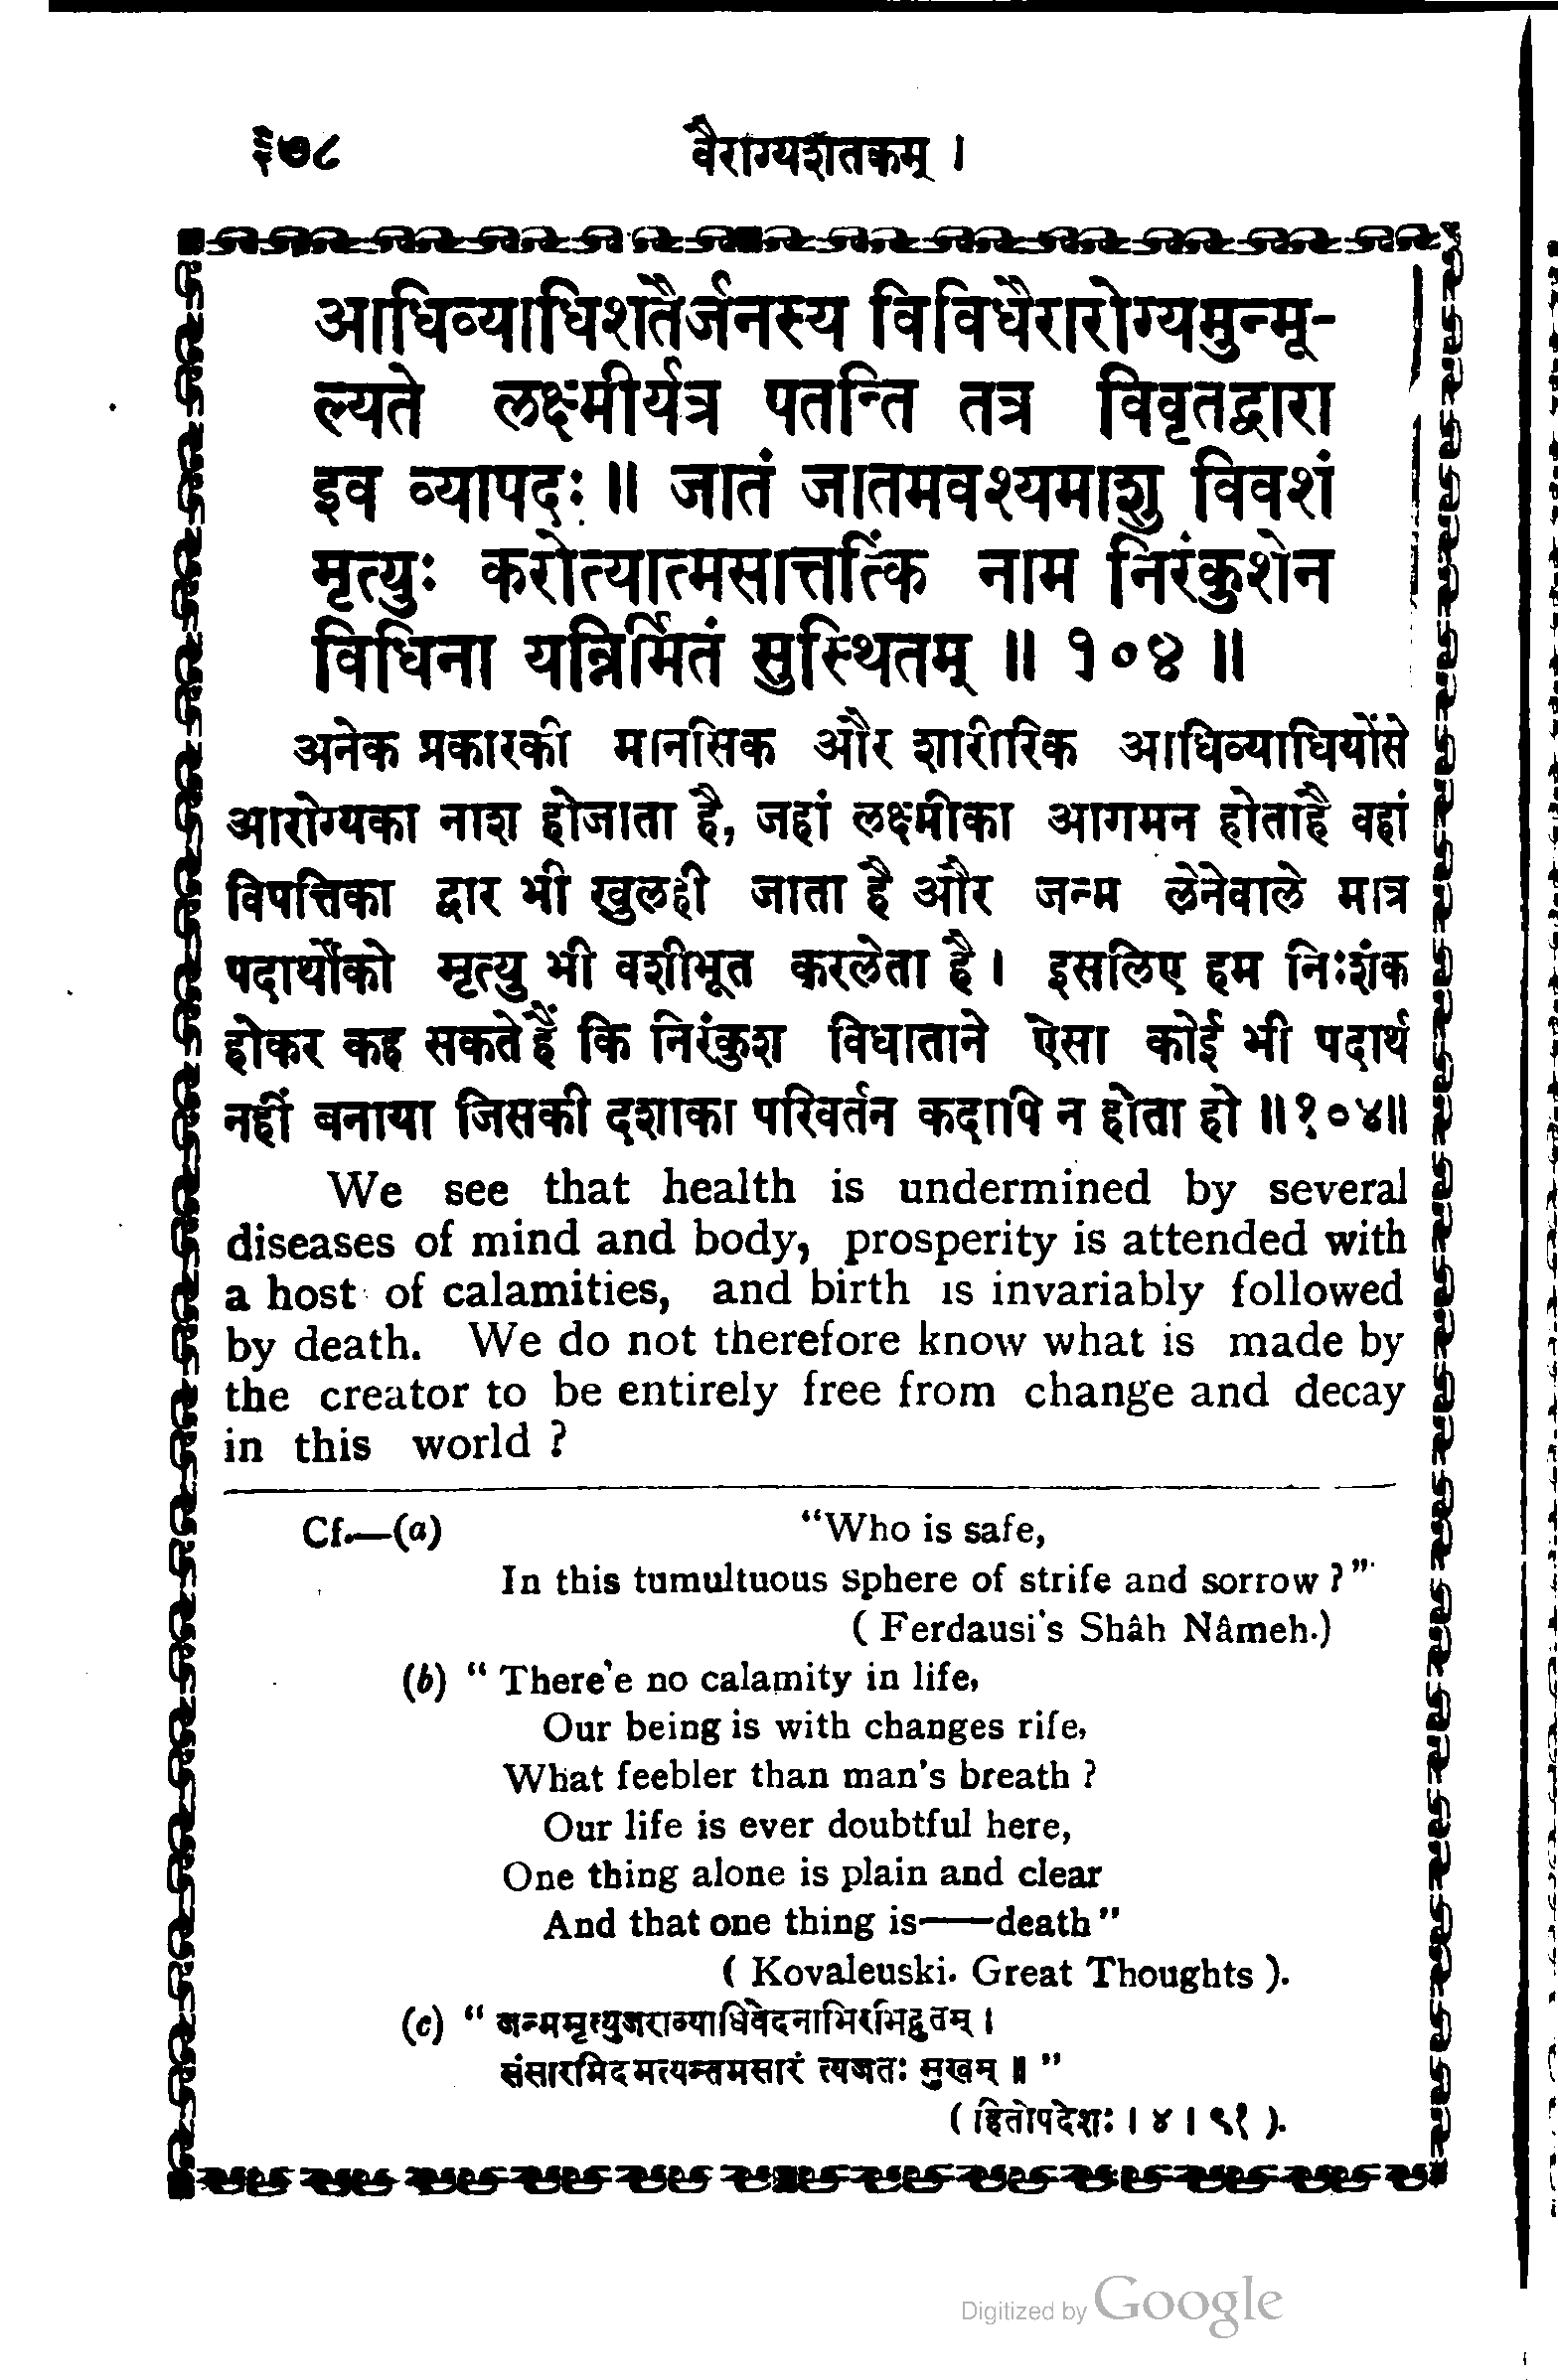 ३७८ वैराग्यशतकम् ।
आधिव्याधिशतैर्जनस्य विविधैरारोग्यमुन्मू-
ल्यते लक्ष्मीर्यत्र पतन्ति तत्र विवृतद्वारा
इव व्यापदः ॥ जातं जातमवश्यमाशु विवशं
मृत्युः करोत्यात्मसात्तत्किं नाम निरंकुशेन
विधिना यन्निर्मितं सुस्थितम् ॥ १०४ ॥
अनेक प्रकारकी मानसिक और शारीरिक आधिव्याधियोंसे
आरोग्यका नाश होजाता है, जहां लक्ष्मीका आगमन होताहै वहां
विपत्तिका द्वार भी खुलही जाता है और जन्म लेनेवाले मात्र
पदार्थोंको मृत्यु भी वशीभूत करलेता है । इसलिए हम निःशंक
होकर कह सकतेहैं कि निरंकुश विधाताने ऐसा कोई भी पदार्थ
नहीं बनाया जिसकी दशाका परिवर्तन कदापि न होता हो ॥१०४॥
We see that health is undermined by several
diseases of mind and body, prosperity is attended with
a host of calamities, and birth is invariably followed
by death. We do not therefore know what is made by
the creator to be entirely free from change and decay
in this world ?
Cf.—(a) “Who is safe,
In this tumultuous sphere of strife and sorrow ?”
( Ferdausi's Shâh Nâmeh.)
(b) “ There'e no calamity in life,
Our being is with changes rife,
What feebler than man's breath ?
Our life is ever doubtful here,
One thing alone is plain and clear
And that one thing is——death”
( Kovaleuski. Great Thoughts ).
(c) “ जन्ममृत्युजराव्याधिवेदनाभिरभिद्रुतम् ।
संसारमिदमत्यन्तमसारं त्यजतः सुखम् ॥ ”
( हितोपदेशः । ४ । ९१ ).
Digitized by Google